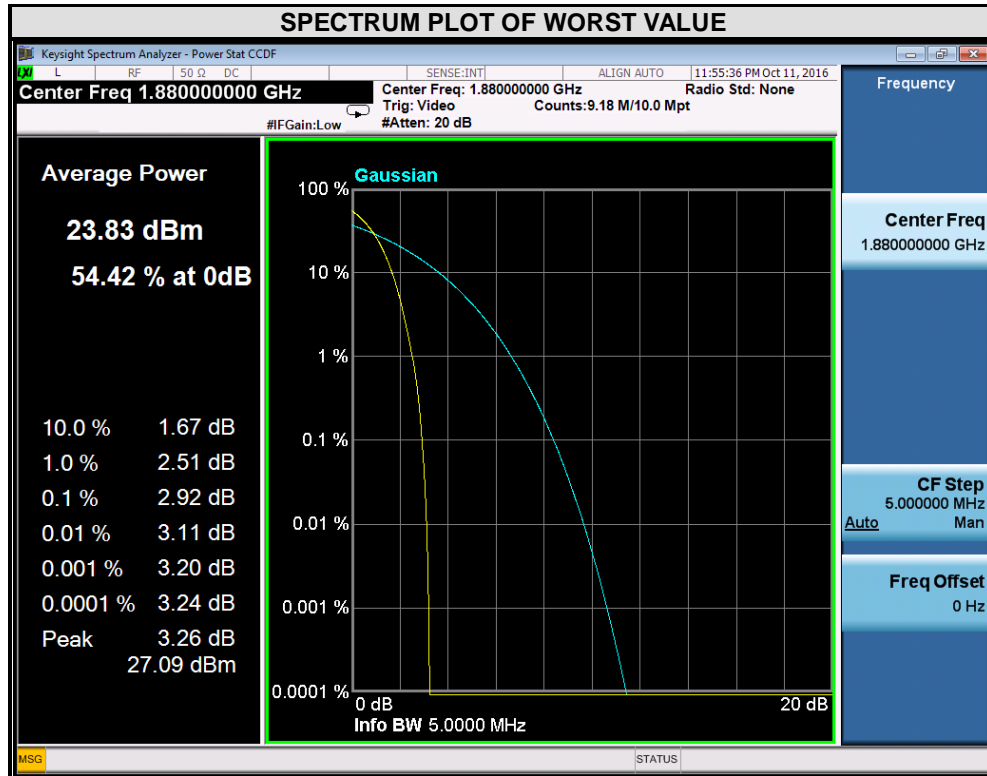 SPECTRUM PLOT OF WORST VALUE
Keysight Spectrum Analyzer - Power Stat CCDF
LXI L RF 50 Ω DC SENSE:INT ALIGN AUTO 11:55:36 PM Oct 11, 2016
Center Freq 1.880000000 GHz
Center Freq: 1.880000000 GHz Radio Std: None
Trig: Video Counts:9.18 M/10.0 Mpt
#IFGain:Low #Atten: 20 dB
Average Power
23.83 dBm
54.42 % at 0dB
10.0 % 1.67 dB
1.0 % 2.51 dB
0.1 % 2.92 dB
0.01 % 3.11 dB
0.001 % 3.20 dB
0.0001 % 3.24 dB
Peak 3.26 dB
27.09 dBm
Gaussian
100 %
10 %
1 %
0.1 %
0.01 %
0.001 %
0.0001 %
0 dB 20 dB
Info BW 5.0000 MHz
Frequency
Center Freq
1.880000000 GHz
CF Step
5.000000 MHz
Auto Man
Freq Offset
0 Hz
MSG STATUS